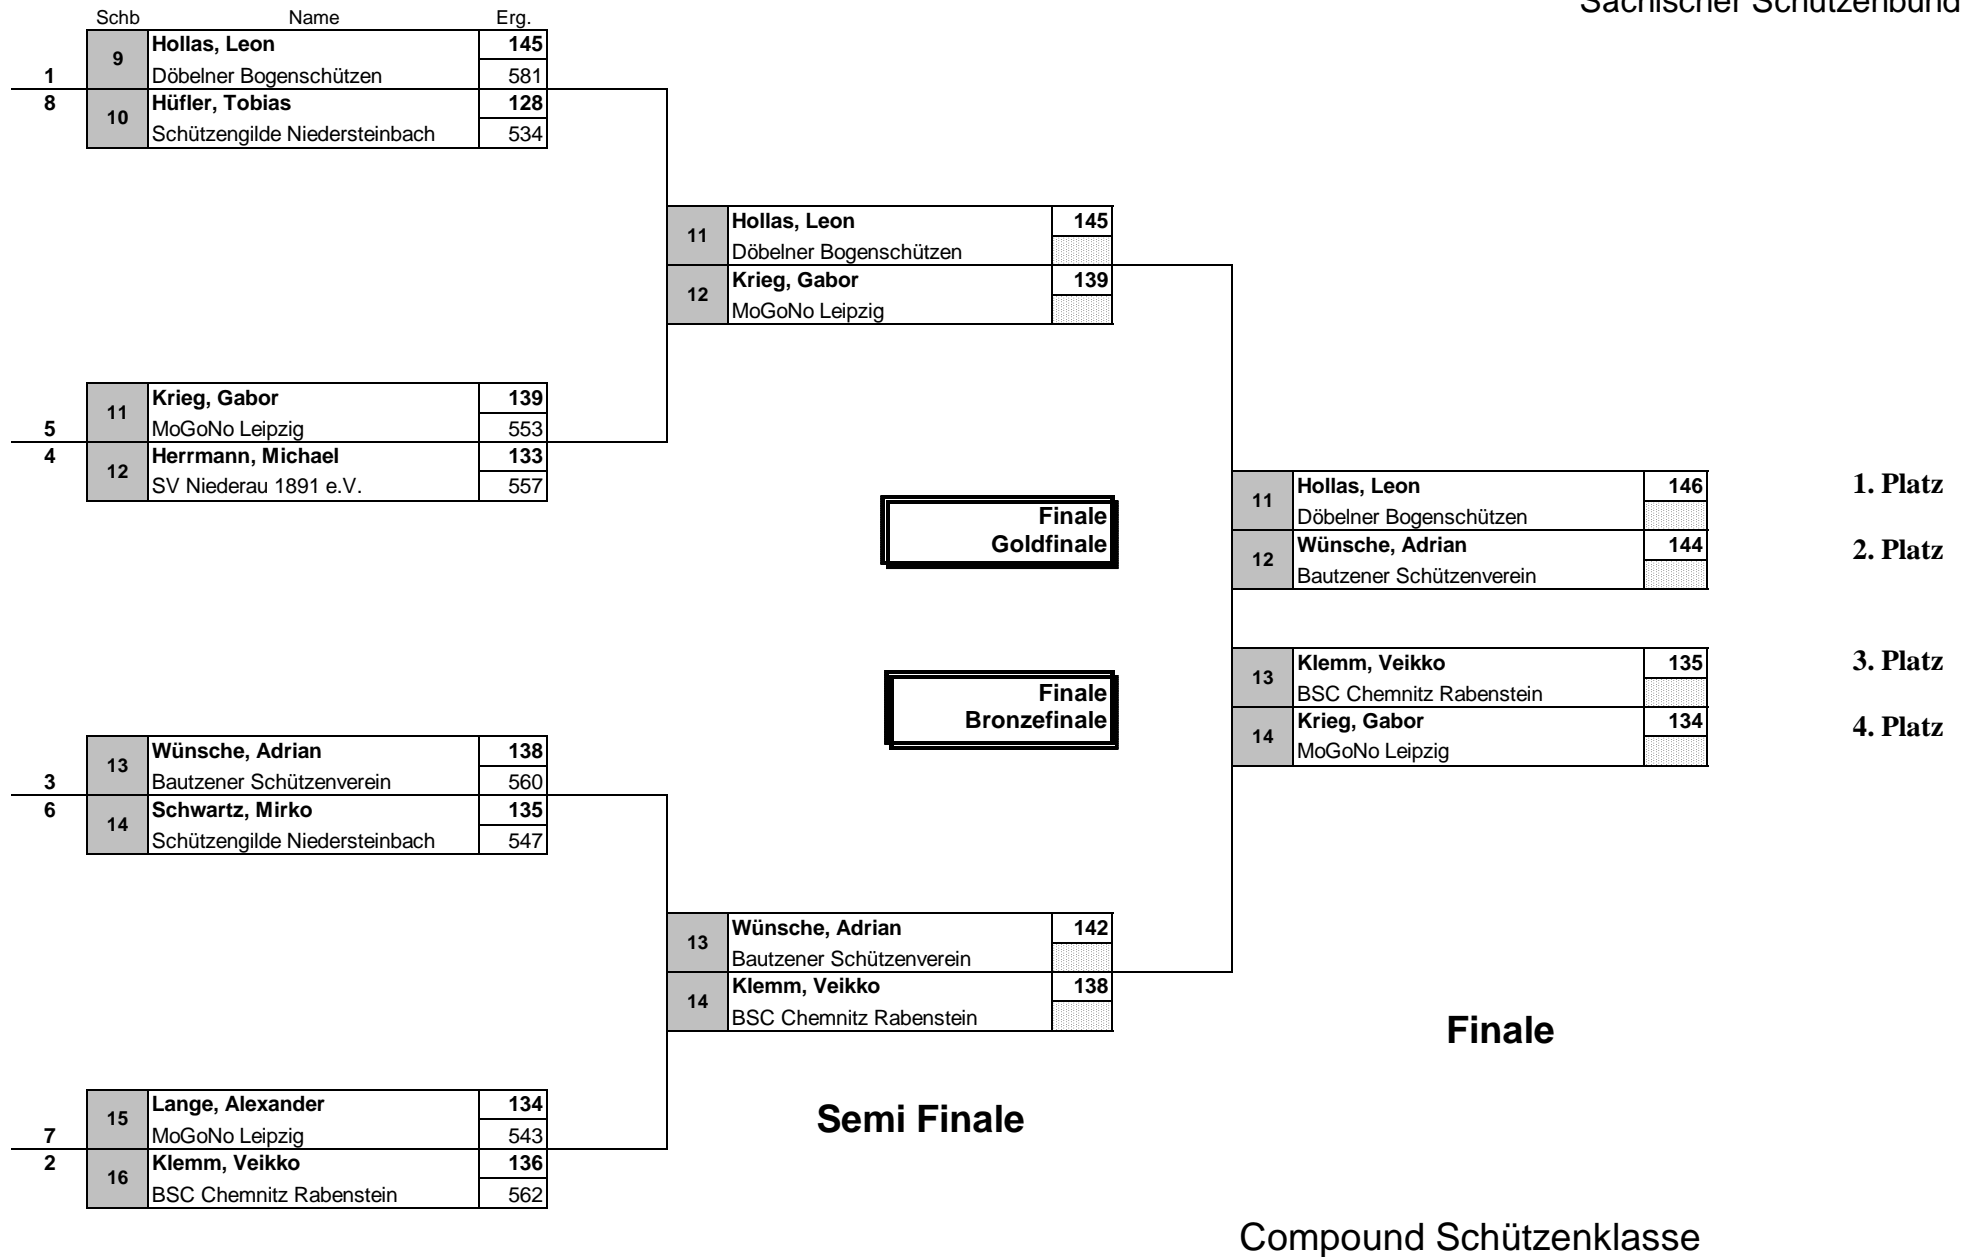 Sächischer Schützenbund
Schb Name Erg.
9 Hollas, Leon 145
1 Döbelner Bogenschützen 581
8 10 Hüfler, Tobias 128
Schützengilde Niedersteinbach 534
11 Hollas, Leon 145
Döbelner Bogenschützen
12 Krieg, Gabor 139
MoGoNo Leipzig
11 Krieg, Gabor 139
5 MoGoNo Leipzig 553
4 12 Herrmann, Michael 133
SV Niederau 1891 e.V. 557
Finale
Goldfinale
11 Hollas, Leon 146 1. Platz
Döbelner Bogenschützen
12 Wünsche, Adrian 144 2. Platz
Bautzener Schützenverein
Finale
Bronzefinale
13 Klemm, Veikko 135 3. Platz
BSC Chemnitz Rabenstein
14 Krieg, Gabor 134 4. Platz
MoGoNo Leipzig
13 Wünsche, Adrian 138
3 Bautzener Schützenverein 560
6 14 Schwartz, Mirko 135
Schützengilde Niedersteinbach 547
13 Wünsche, Adrian 142
Bautzener Schützenverein
14 Klemm, Veikko 138
BSC Chemnitz Rabenstein
Finale
Semi Finale
15 Lange, Alexander 134
7 MoGoNo Leipzig 543
2 16 Klemm, Veikko 136
BSC Chemnitz Rabenstein 562
Compound Schützenklasse